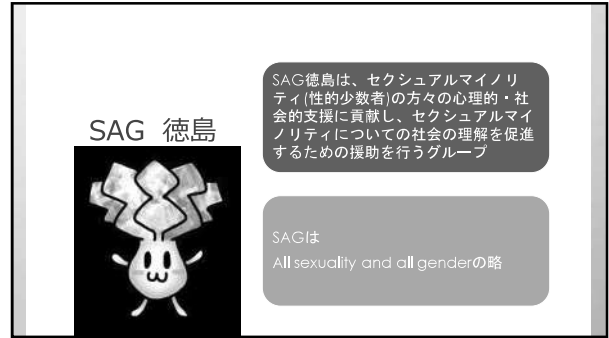 SAG 徳島
SAG徳島は、セクシュアルマイノリ
ティ(性的少数者)の方々の心理的・社
会的支援に貢献し、セクシュアルマイ
ノリティについての社会の理解を促進
するための援助を行うグループ
SAGは
All sexuality and all genderの略